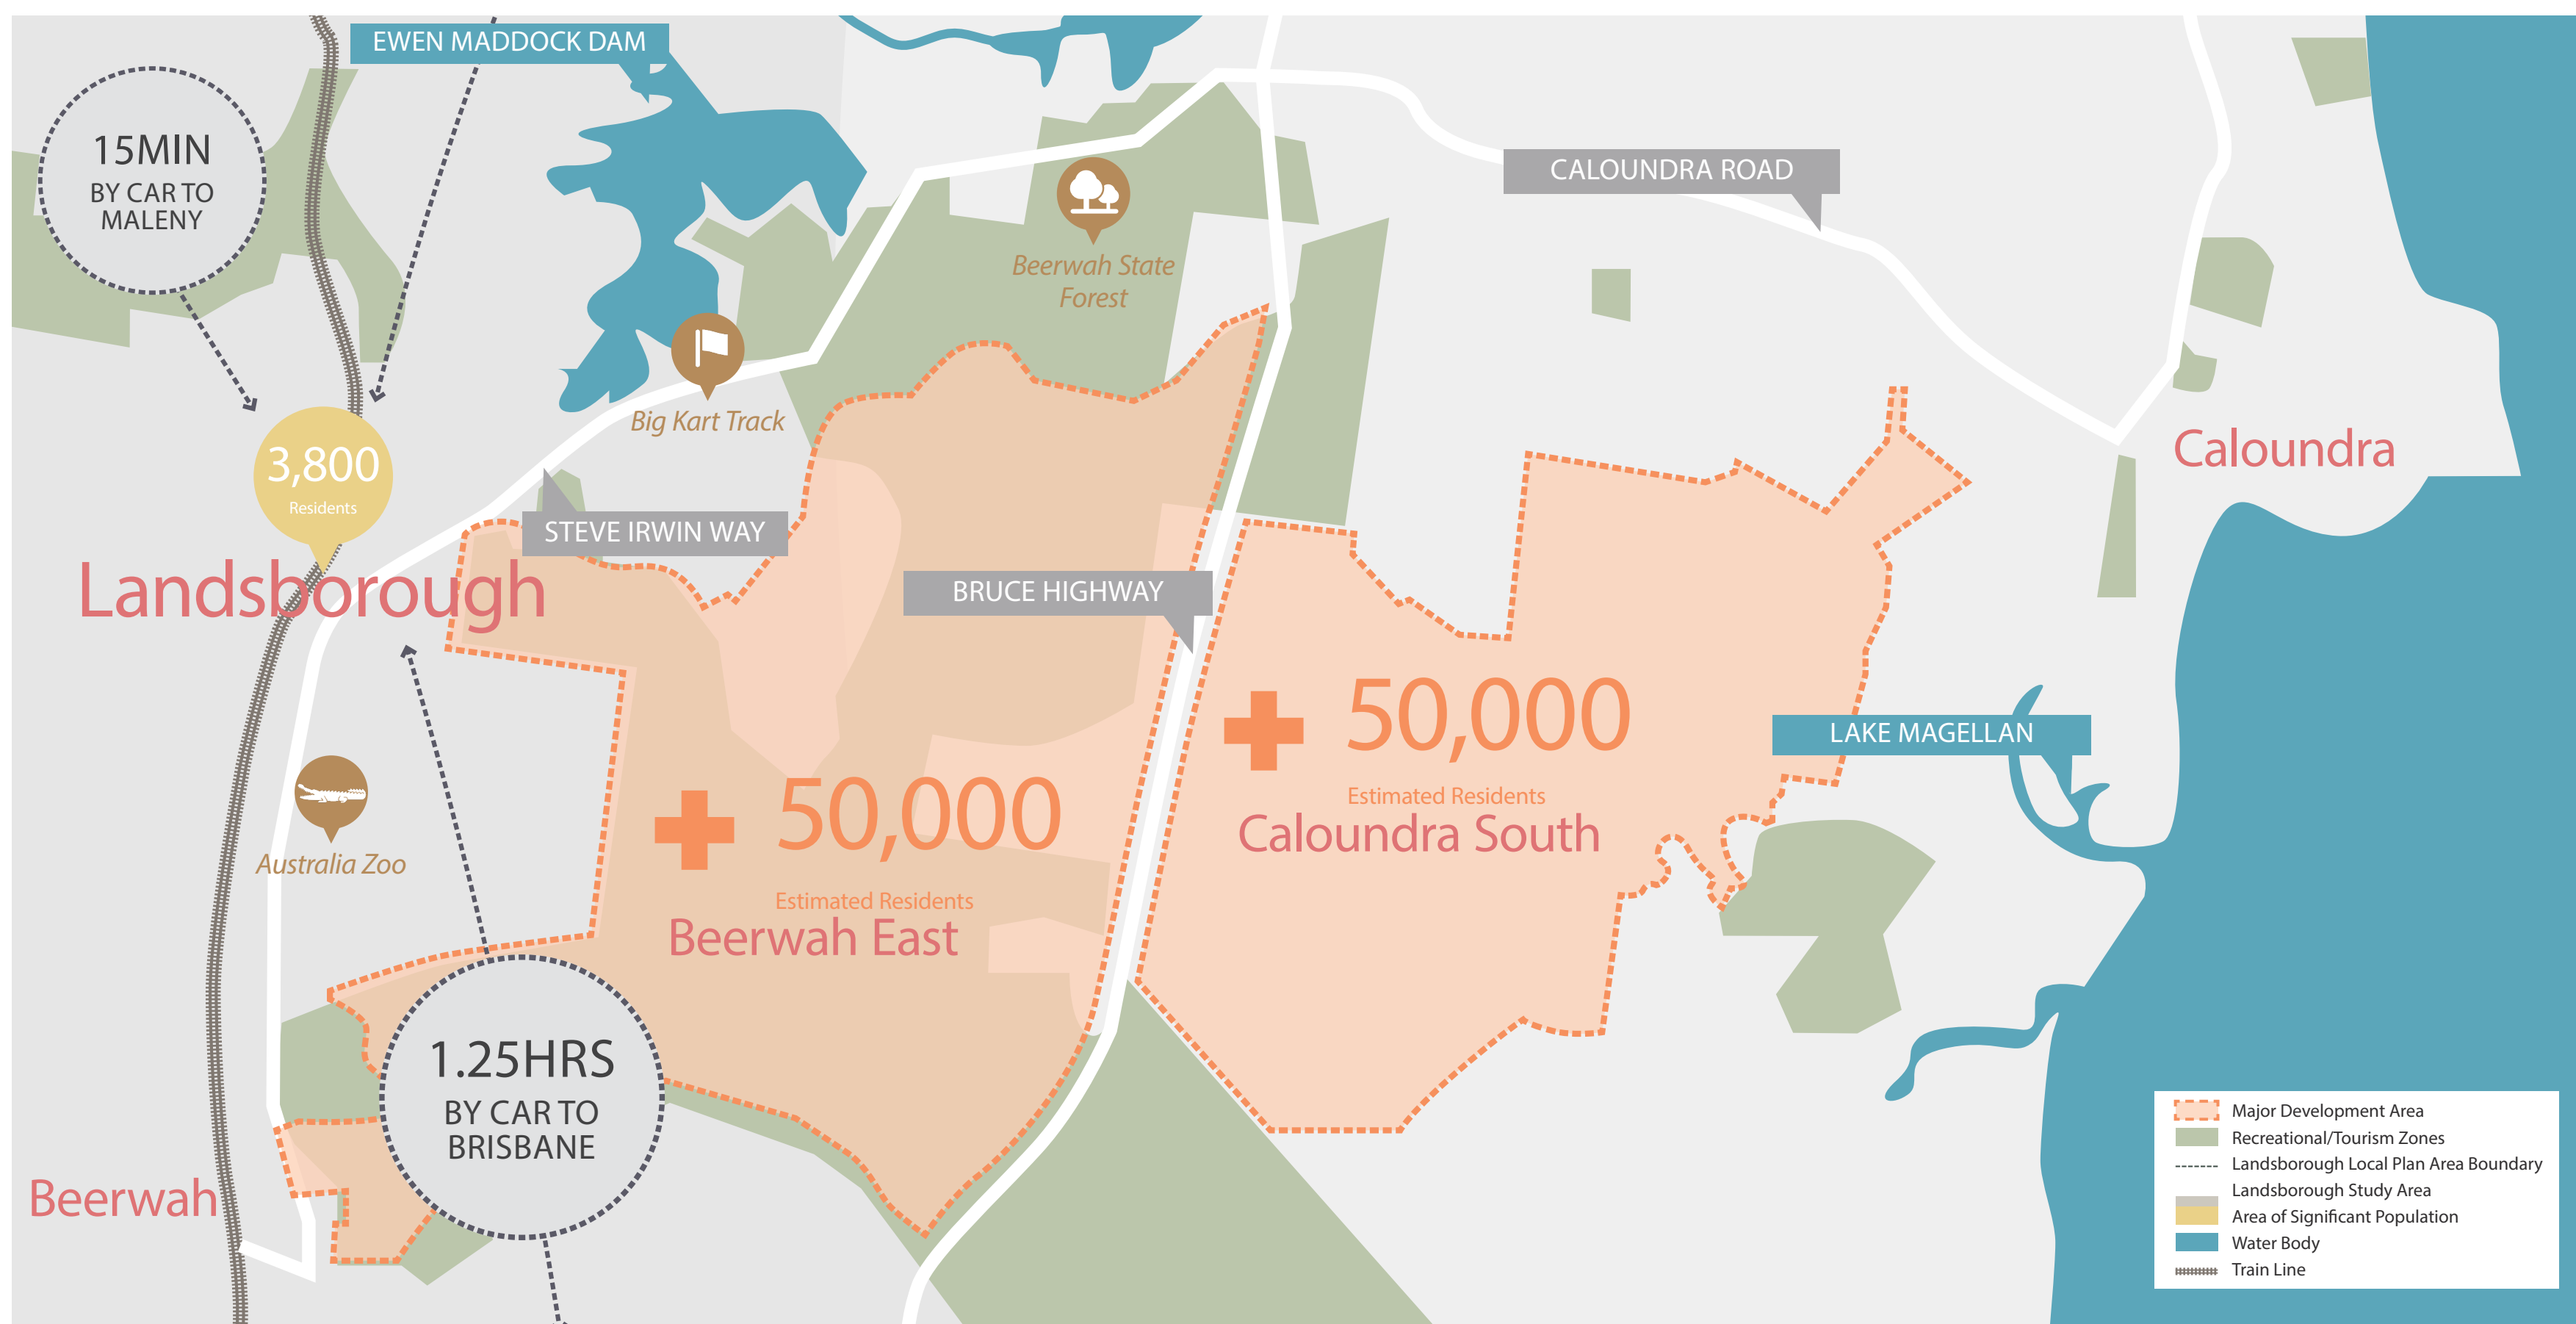 EWEN MADDOCK DAM
15MIN
BY CAR TO
MALENY
CALOUNDRA ROAD
Beerwah State
Forest
Big Kart Track
3,800
Residents
Caloundra
STEVE IRWIN WAY
Landsborough
BRUCE HIGHWAY
50,000
Estimated Residents
Caloundra South
LAKE MAGELLAN
50,000
Estimated Residents
Beerwah East
Australia Zoo
1.25HRS
BY CAR TO
BRISBANE
Beerwah
Major Development Area
Recreational/Tourism Zones
Landsborough Local Plan Area Boundary
Landsborough Study Area
Area of Significant Population
Water Body
Train Line